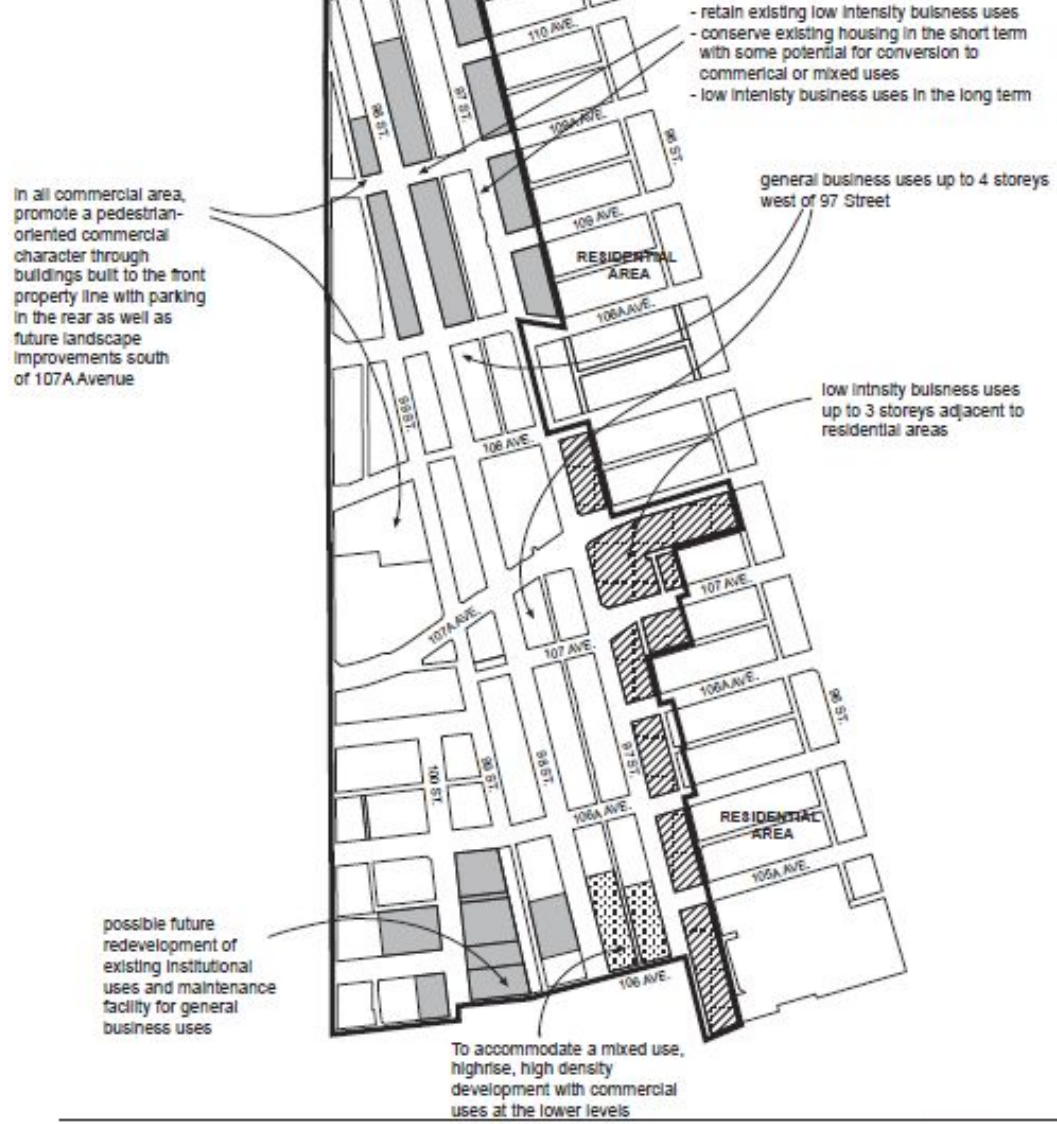 - retain existing low intensity buisness uses
- conserve existing housing in the short term
with some potential for conversion to
commerical or mixed uses
- low intenisty business uses in the long term
110 AVE.
98 ST.
97 ST.
109A AVE.
96 ST.
general business uses up to 4 storeys
west of 97 Street
in all commercial area,
promote a pedestrian-
oriented commercial
character through
buildings built to the front
property line with parking
in the rear as well as
future landscape
improvements south
of 107A Avenue
109 AVE.
RESIDENTIAL
AREA
108A AVE.
low intnsity buisness uses
up to 3 storeys adjacent to
residential areas
99 ST.
108 AVE.
107 AVE.
107A AVE.
107 AVE.
106A AVE.
96 ST.
100 ST.
99 ST.
98 ST.
97 ST.
106A AVE.
RESIDENTIAL
AREA
105A AVE.
possible future
redevelopment of
existing institutional
uses and maintenance
facility for general
business uses
106 AVE.
To accommodate a mixed use,
highrise, high density
development with commercial
uses at the lower levels